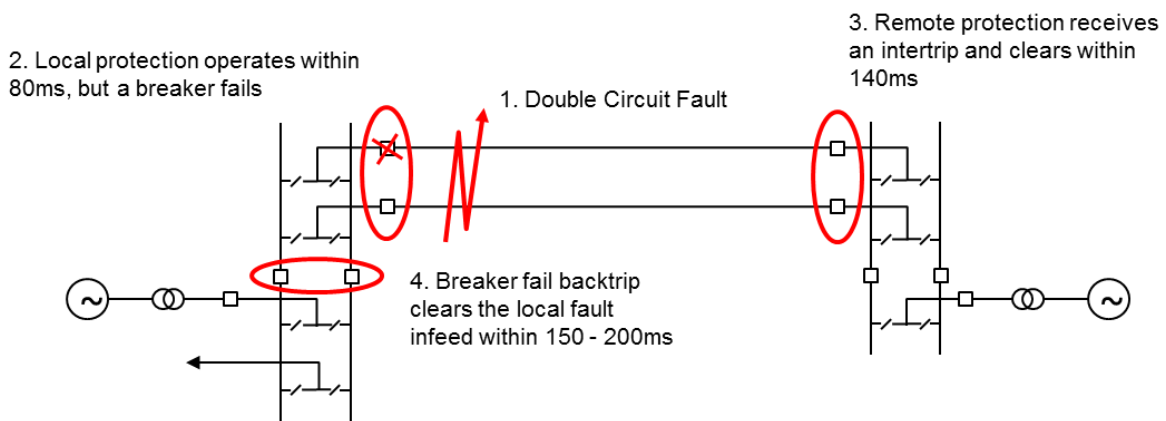 2. Local protection operates within
80ms, but a breaker fails
1. Double Circuit Fault
3. Remote protection receives
an intertrip and clears within
140ms
4. Breaker fail backtrip
clears the local fault
infeed within 150 - 200ms